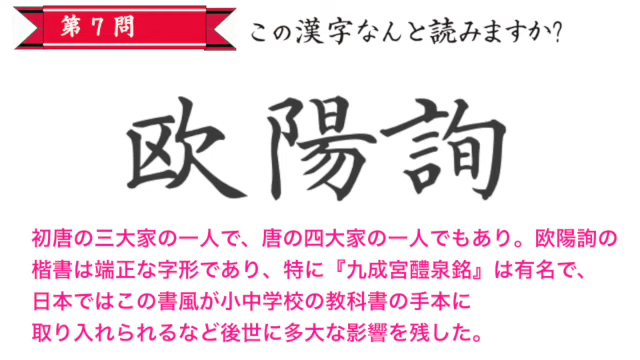 第7問
この漢字なんと読みますか?
欧陽詢
初唐の三大家の一人で、唐の四大家の一人でもあり。欧陽詢の
楷書は端正な字形であり、特に『九成宮醴泉銘』は有名で、
日本ではこの書風が小中学校の教科書の手本に
取り入れられるなど後世に多大な影響を残した。